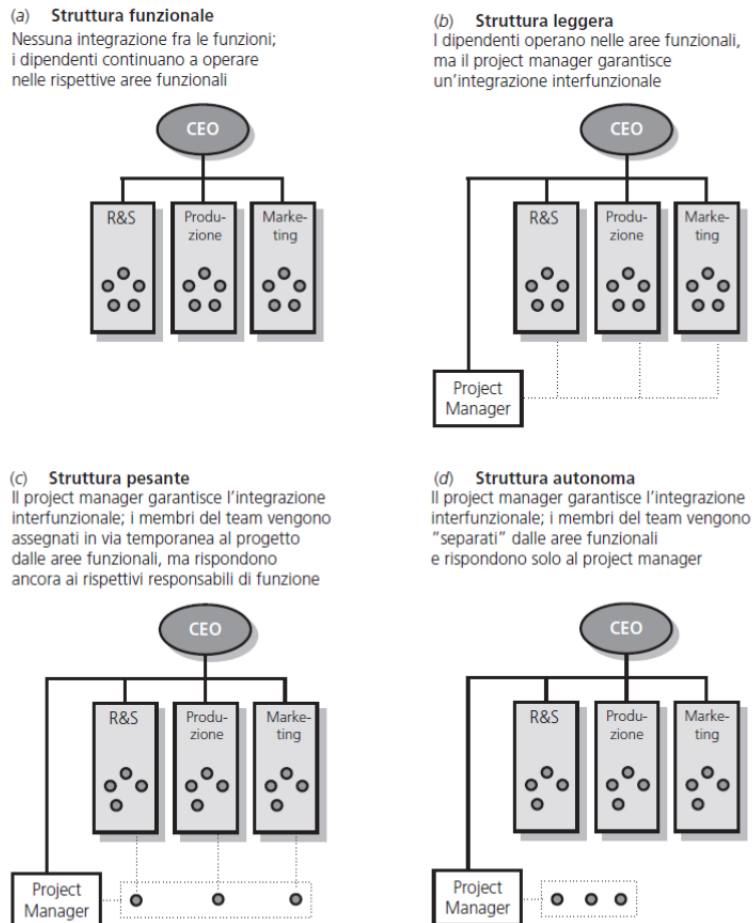 (a) Struttura funzionale
Nessuna integrazione fra le funzioni;
i dipendenti continuano a operare
nelle rispettive aree funzionali
CEO
R&S
Produ-
zione
Marke-
ting
(b) Struttura leggera
I dipendenti operano nelle aree funzionali,
ma il project manager garantisce
un'integrazione interfunzionale
CEO
R&S
Produ-
zione
Marke-
ting
Project
Manager
(c) Struttura pesante
Il project manager garantisce l'integrazione
interfunzionale; i membri del team vengono
assegnati in via temporanea al progetto
dalle aree funzionali, ma rispondono
ancora ai rispettivi responsabili di funzione
CEO
R&S
Produ-
zione
Marke-
ting
Project
Manager
(d) Struttura autonoma
Il project manager garantisce l'integrazione
interfunzionale; i membri del team vengono
"separati" dalle aree funzionali
e rispondono solo al project manager
CEO
R&S
Produ-
zione
Marke-
ting
Project
Manager